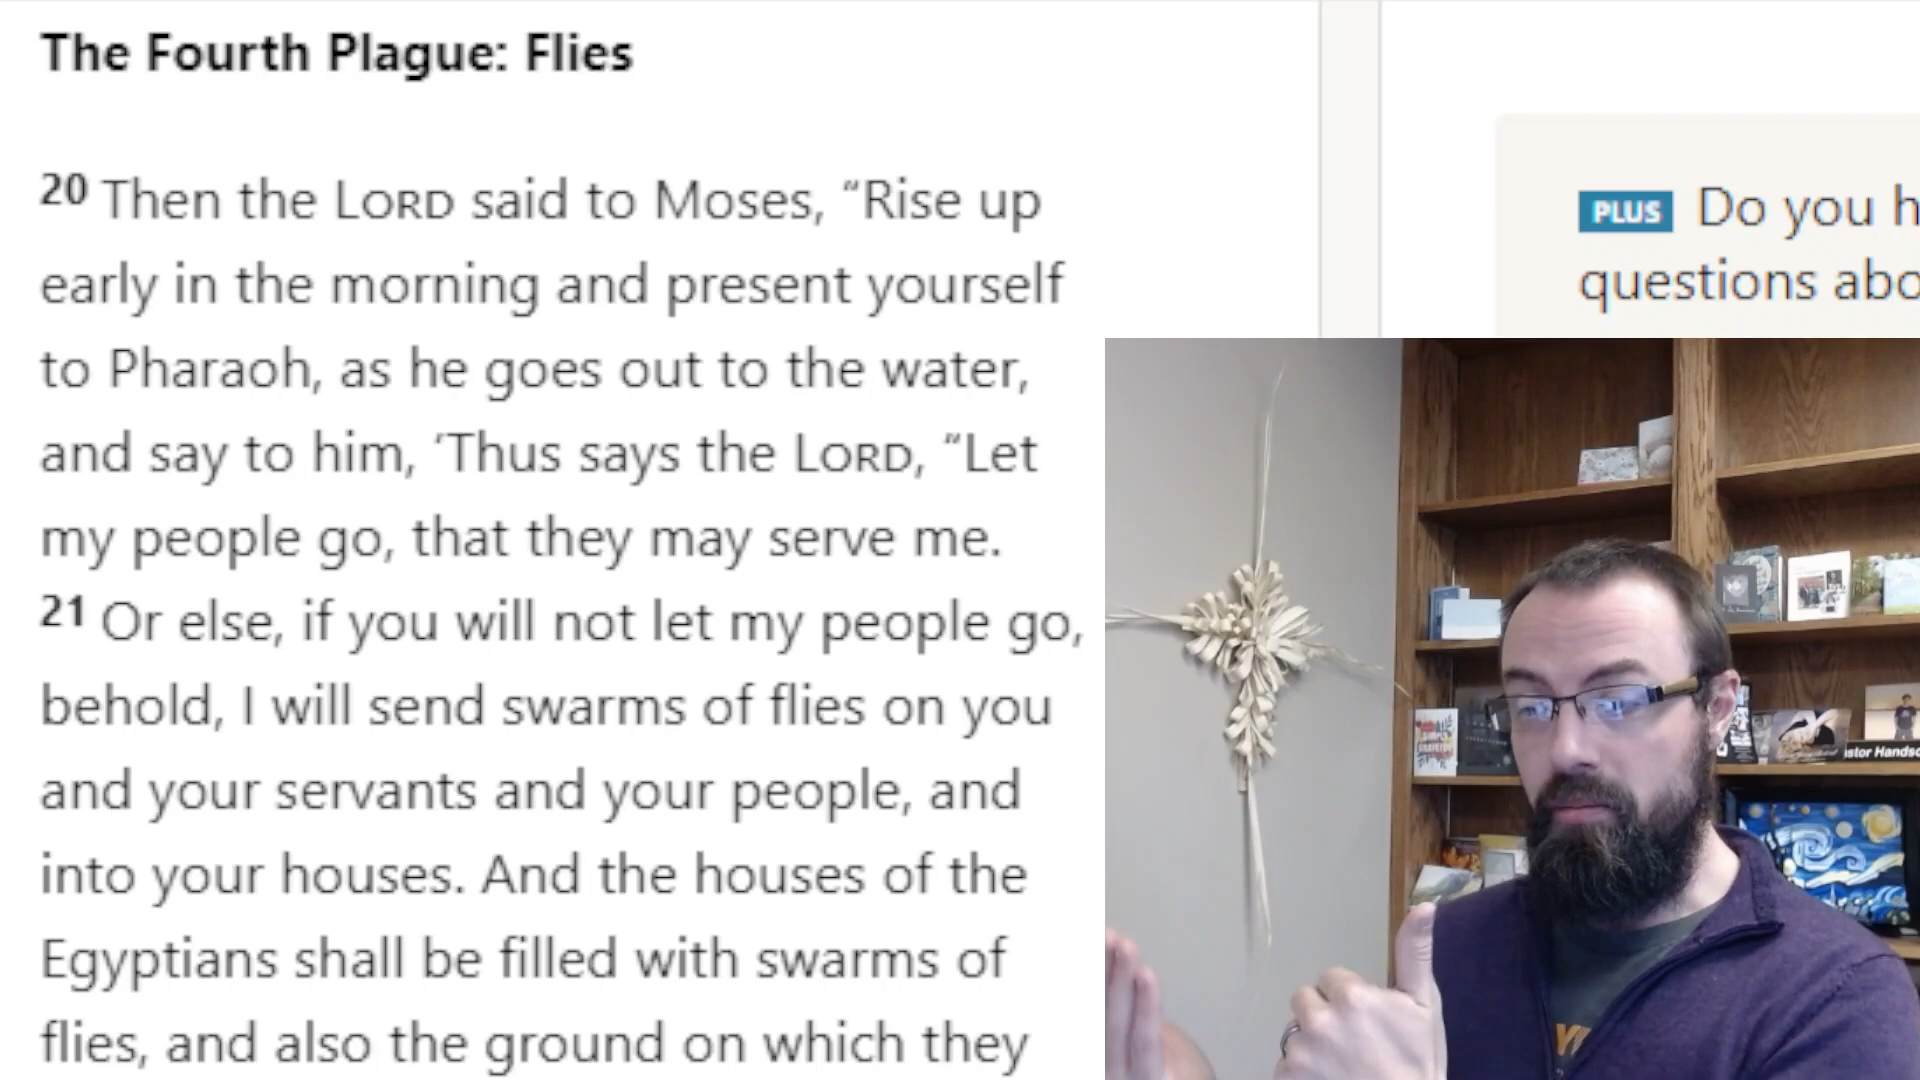 The Fourth Plague: Flies
20 Then the LORD said to Moses, “Rise up
early in the morning and present yourself
to Pharaoh, as he goes out to the water,
and say to him, ‘Thus says the LORD, “Let
my people go, that they may serve me.
21 Or else, if you will not let my people go,
behold, I will send swarms of flies on you
and your servants and your people, and
into your houses. And the houses of the
Egyptians shall be filled with swarms of
flies, and also the ground on which they
PLUS Do you h
questions abo
stor Handso